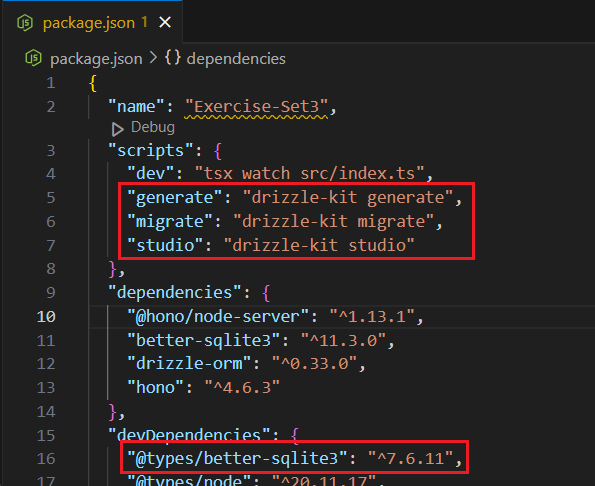 package.json 1
package.json > {} dependencies
1 {
2 "name": "Exercise-Set3",
Debug
3 "scripts": {
4 "dev": "tsx watch src/index.ts",
5 "generate": "drizzle-kit generate",
6 "migrate": "drizzle-kit migrate",
7 "studio": "drizzle-kit studio"
8 },
9 "dependencies": {
10 "@hono/node-server": "^1.13.1",
11 "better-sqlite3": "^11.3.0",
12 "drizzle-orm": "^0.33.0",
13 "hono": "^4.6.3"
14 },
15 "devDependencies": {
16 "@types/better-sqlite3": "^7.6.11",
17 "@types/node": "^20.11.17",